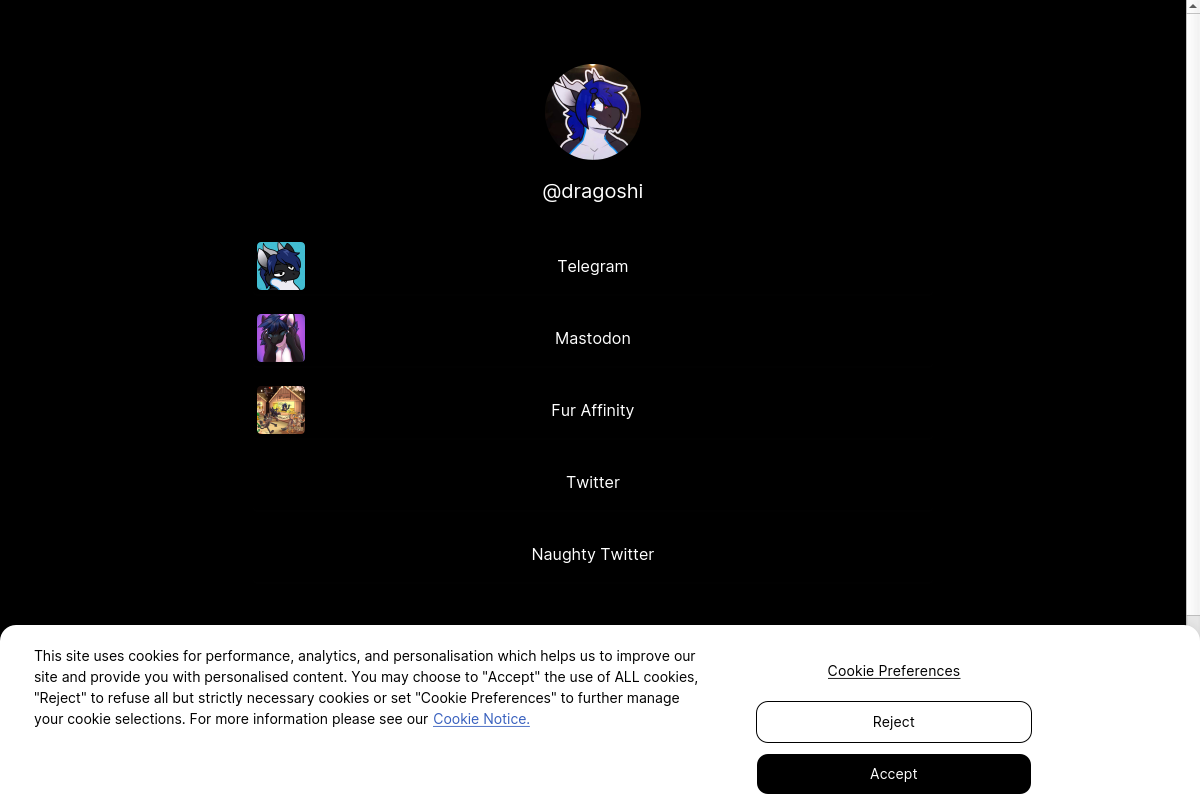 @dragoshi
Telegram
Mastodon
Fur Affinity
Twitter
Naughty Twitter
This site uses cookies for performance, analytics, and personalisation which helps us to improve our
site and provide you with personalised content. You may choose to "Accept" the use of ALL cookies,
"Reject" to refuse all but strictly necessary cookies or set "Cookie Preferences" to further manage
your cookie selections. For more information please see our Cookie Notice.
Cookie Preferences
Reject
Accept